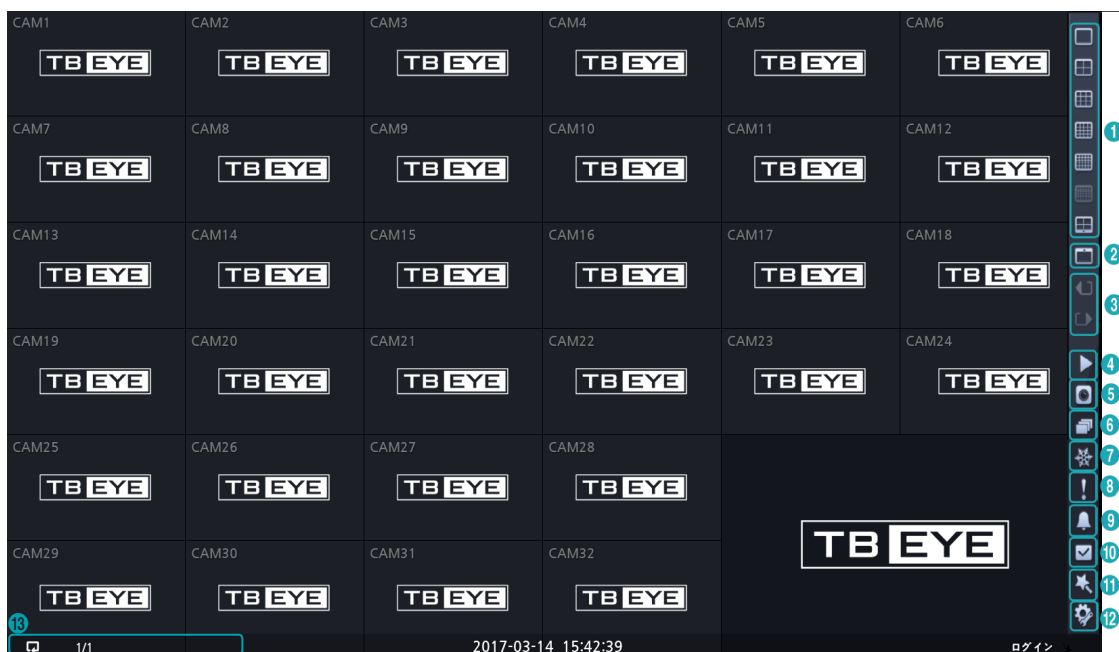 CAM1 CAM2 CAM3 CAM4 CAM5 CAM6
TB EYE TB EYE TB EYE TB EYE TB EYE TB EYE
CAM7 CAM8 CAM9 CAM10 CAM11 CAM12
1
TB EYE TB EYE TB EYE TB EYE TB EYE TB EYE
CAM13 CAM14 CAM15 CAM16 CAM17 CAM18
2
TB EYE TB EYE TB EYE TB EYE TB EYE TB EYE
3
CAM19 CAM20 CAM21 CAM22 CAM23 CAM24
4
TB EYE TB EYE TB EYE TB EYE TB EYE TB EYE
5
6
CAM25 CAM26 CAM27 CAM28
7
TB EYE TB EYE TB EYE TB EYE
8
9
TB EYE
CAM29 CAM30 CAM31 CAM32
10
11
TB EYE TB EYE TB EYE TB EYE
12
13
1/1 2017-03-14 15:42:39 ログイン